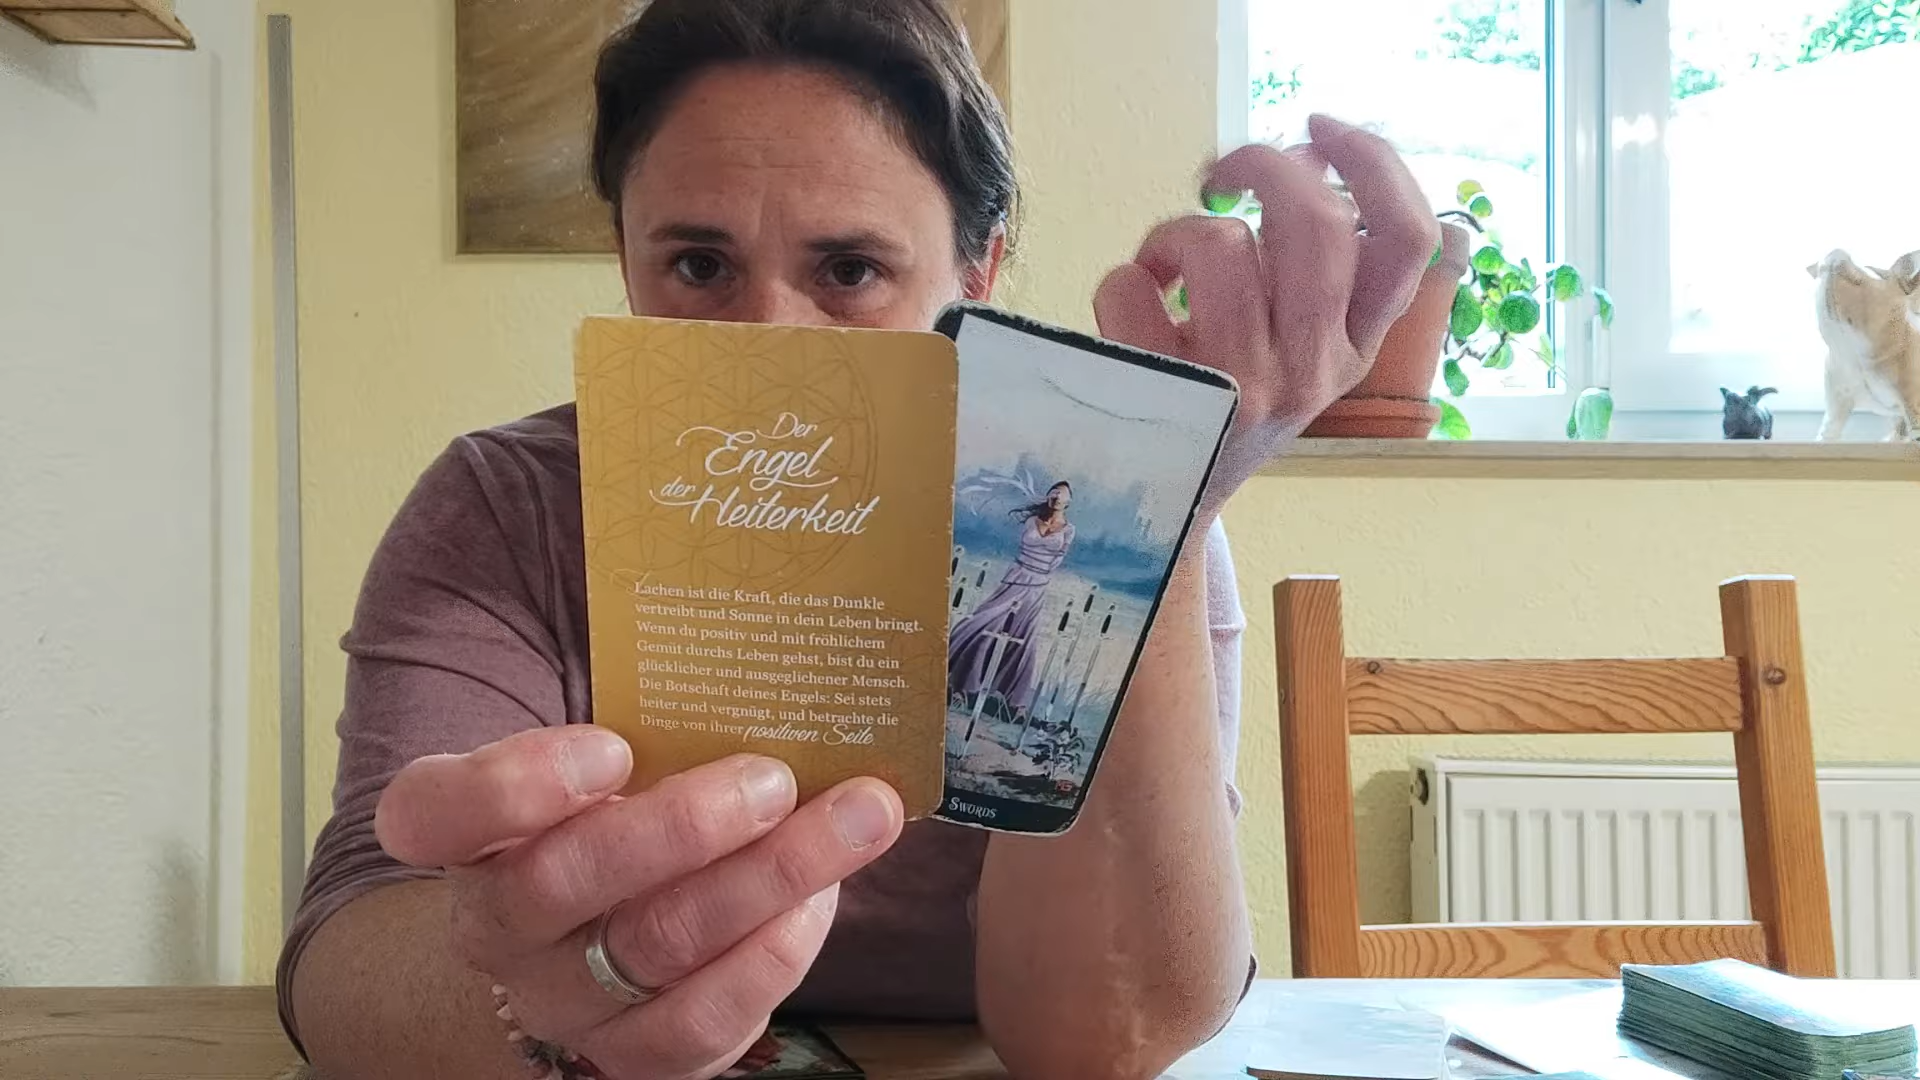 Der
Engel
der Heiterkeit
Lachen ist die Kraft, die das Dunkle
vertreibt und Sonne in dein Leben bringt.
Wenn du positiv und mit fröhlichem
Gemüt durchs Leben gehst, bist du ein
glücklicher und ausgeglichener Mensch.
Die Botschaft deines Engels: Sei stets
heiter und vergnügt, und betrachte die
Dinge von ihrer positiven Seite.
Swords